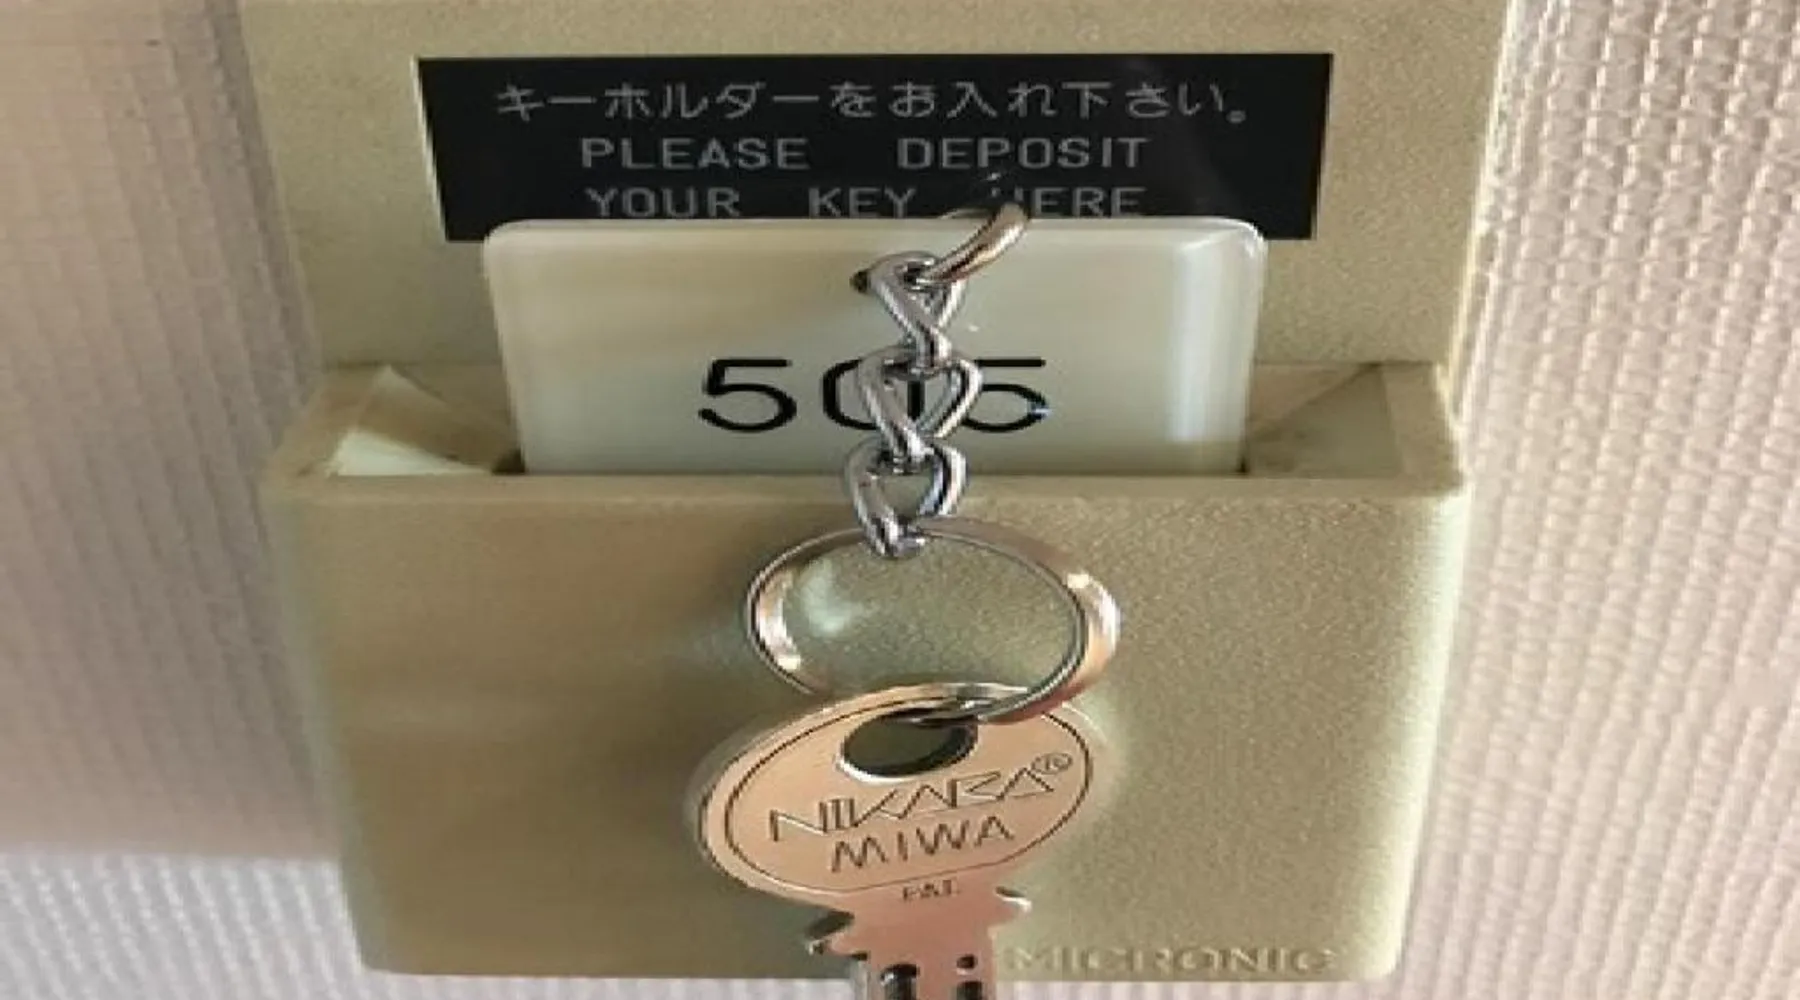 キーホルダーをお入れ下さい。
PLEASE DEPOSIT
YOUR KEY HERE
505
NIKARA®
MIWA
PAT.
MICRONIC